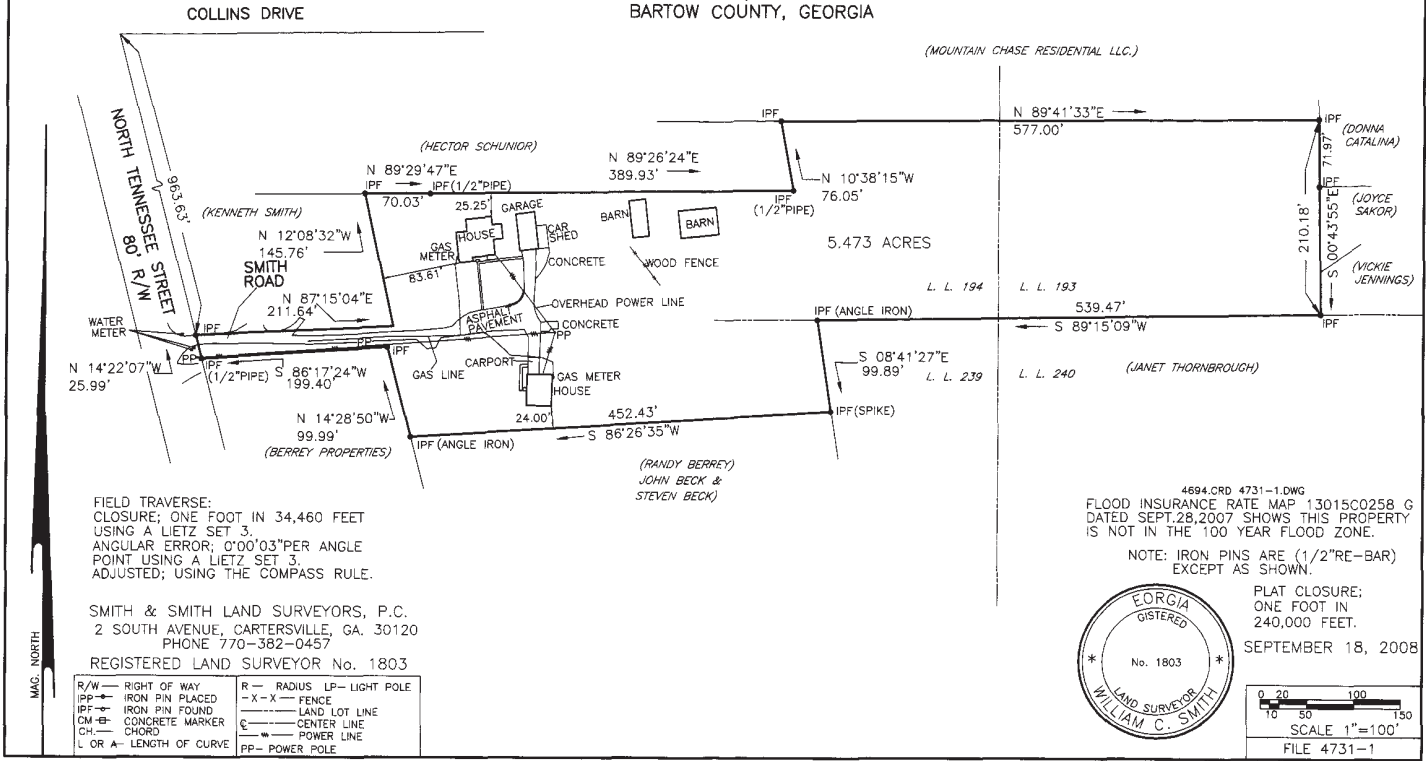 COLLINS DRIVE
BARTOW COUNTY, GEORGIA
(MOUNTAIN CHASE RESIDENTIAL LLC.)
NORTH TENNESSEE STREET
80' R/W
963.63'
(HECTOR SCHUNIOR)
(KENNETH SMITH)
N 89°29'47"E
70.03'
IPF
IPF(1/2"PIPE)
N 89°26'24"E
389.93'
IPF
N 89°41'33"E
577.00'
IPF
(DONNA
CATALINA)
71.97'
IPF
(JOYCE
SAKOR)
210.18'
S 00°43'55"E
(VICKIE
JENNINGS)
IPF
N 10°38'15"W
76.05'
IPF
(1/2"PIPE)
N 12°08'32"W
145.76'
SMITH
ROAD
N 87°15'04"E
211.64'
25.25'
GARAGE
HOUSE
GAS
METER
CAR
SHED
83.61'
CONCRETE
BARN
BARN
WOOD FENCE
OVERHEAD POWER LINE
ASPHALT
PAVEMENT
CONCRETE
PP
5.473 ACRES
L. L. 194
L. L. 193
IPF (ANGLE IRON)
539.47'
S 89°15'09"W
WATER
METER
IPF
PP
N 14°22'07"W
25.99'
IPF
(1/2"PIPE)
S 86°17'24"W
199.40'
PP
IPF
GAS LINE
CARPORT
GAS METER
HOUSE
S 08°41'27"E
99.89'
L. L. 239
L. L. 240
(JANET THORNBROUGH)
N 14°28'50"W
99.99'
(BERREY PROPERTIES)
IPF (ANGLE IRON)
24.00'
452.43'
S 86°26'35"W
IPF(SPIKE)
(RANDY BERREY)
JOHN BECK &
STEVEN BECK)
FIELD TRAVERSE:
CLOSURE; ONE FOOT IN 34,460 FEET
USING A LIETZ SET 3.
ANGULAR ERROR; 0°00'03"PER ANGLE
POINT USING A LIETZ SET 3.
ADJUSTED; USING THE COMPASS RULE.
SMITH & SMITH LAND SURVEYORS, P.C.
2 SOUTH AVENUE, CARTERSVILLE, GA. 30120
PHONE 770-382-0457
REGISTERED LAND SURVEYOR No. 1803
MAG. NORTH
R/W — RIGHT OF WAY
IPP IRON PIN PLACED
IPF IRON PIN FOUND
CM CONCRETE MARKER
CH.— CHORD
L OR A— LENGTH OF CURVE
R — RADIUS LP— LIGHT POLE
-X-X— FENCE
LAND LOT LINE
℄ CENTER LINE
POWER LINE
PP— POWER POLE
4694.CRD 4731-1.DWG
FLOOD INSURANCE RATE MAP 13015C0258 G
DATED SEPT.28,2007 SHOWS THIS PROPERTY
IS NOT IN THE 100 YEAR FLOOD ZONE.
NOTE: IRON PINS ARE (1/2"RE-BAR)
EXCEPT AS SHOWN.
EORGIA
GISTERED
* No. 1803 *
LAND SURVEYOR
WILLIAM C. SMITH
PLAT CLOSURE;
ONE FOOT IN
240,000 FEET.
SEPTEMBER 18, 2008
0 20 100
10 50 150
SCALE 1"=100'
FILE 4731-1